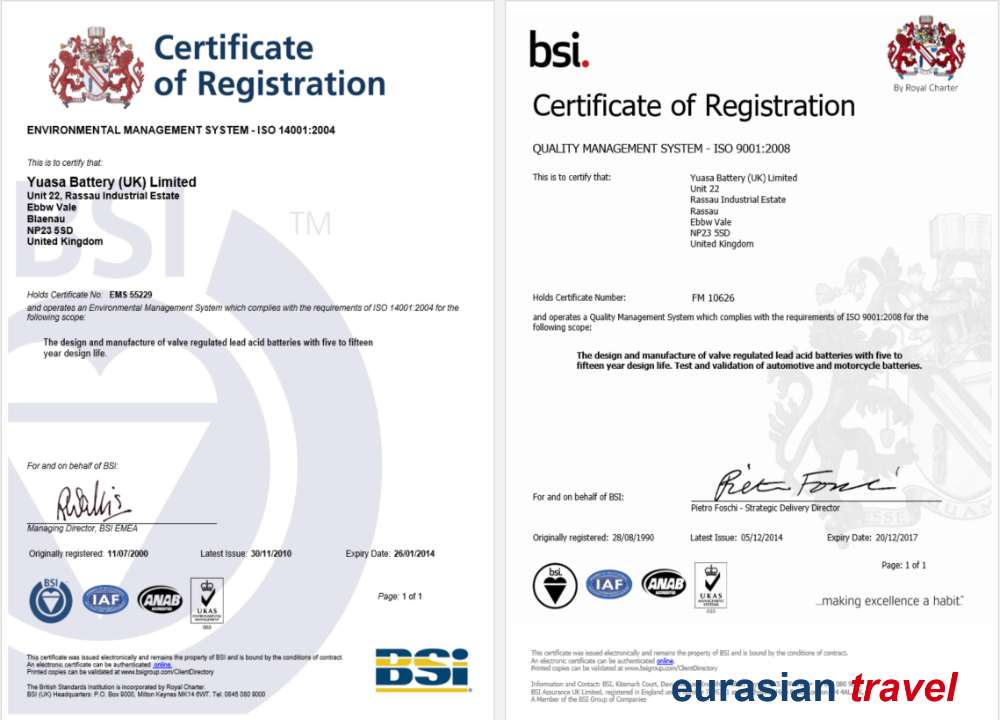 Certificate
of Registration
ENVIRONMENTAL MANAGEMENT SYSTEM - ISO 14001:2004
This is to certify that:
Yuasa Battery (UK) Limited
Unit 22, Rassau Industrial Estate
Ebbw Vale
Blaenau
NP23 5SD
United Kingdom
BSI
TM
Holds Certificate No: EMS 55229
and operates an Environmental Management System which complies with the requirements of ISO 14001:2004 for the
following scope:
The design and manufacture of valve regulated lead acid batteries with five to fifteen
year design life.
For and on behalf of BSI:
Managing Director, BSI EMEA
Originally registered: 11/07/2000 Latest Issue: 30/11/2010 Expiry Date: 26/01/2014
BSI
IAF
ANAB
UKAS
ENVIRONMENTAL
MANAGEMENT
Page: 1 of 1
This certificate was issued electronically and remains the property of BSI and is bound by the conditions of contract.
An electronic certificate can be authenticated online.
Printed copies can be validated at www.bsigroup.com/ClientDirectory
The British Standards Institution is incorporated by Royal Charter.
BSI (UK) Headquarters: P.O. Box 9000, Milton Keynes MK14 6WT. Tel: 0845 080 9000
BSi
bsi.
By Royal Charter
Certificate of Registration
QUALITY MANAGEMENT SYSTEM - ISO 9001:2008
This is to certify that:
Yuasa Battery (UK) Limited
Unit 22
Rassau Industrial Estate
Rassau
Ebbw Vale
NP23 5SD
United Kingdom
Holds Certificate Number: FM 10626
and operates a Quality Management System which complies with the requirements of ISO 9001:2008 for the
following scope:
The design and manufacture of valve regulated lead acid batteries with five to
fifteen year design life. Test and validation of automotive and motorcycle batteries.
For and on behalf of BSI:
Pietro Foschi
Pietro Foschi - Strategic Delivery Director
Originally registered: 28/08/1990 Latest Issue: 05/12/2014 Expiry Date: 20/12/2017
Page: 1 of 1
bsi.
IAF
ANAB
UKAS
MANAGEMENT
SYSTEMS
...making excellence a habit.™
This certificate was issued electronically and remains the property of BSI and is bound by the conditions of contract.
An electronic certificate can be authenticated online.
Printed copies can be validated at www.bsigroup.com/ClientDirectory
Information and Contact: BSI, Kitemark Court,
BSI Assurance UK Limited, registered in England
A Member of the BSI Group of Companies
eurasian travel